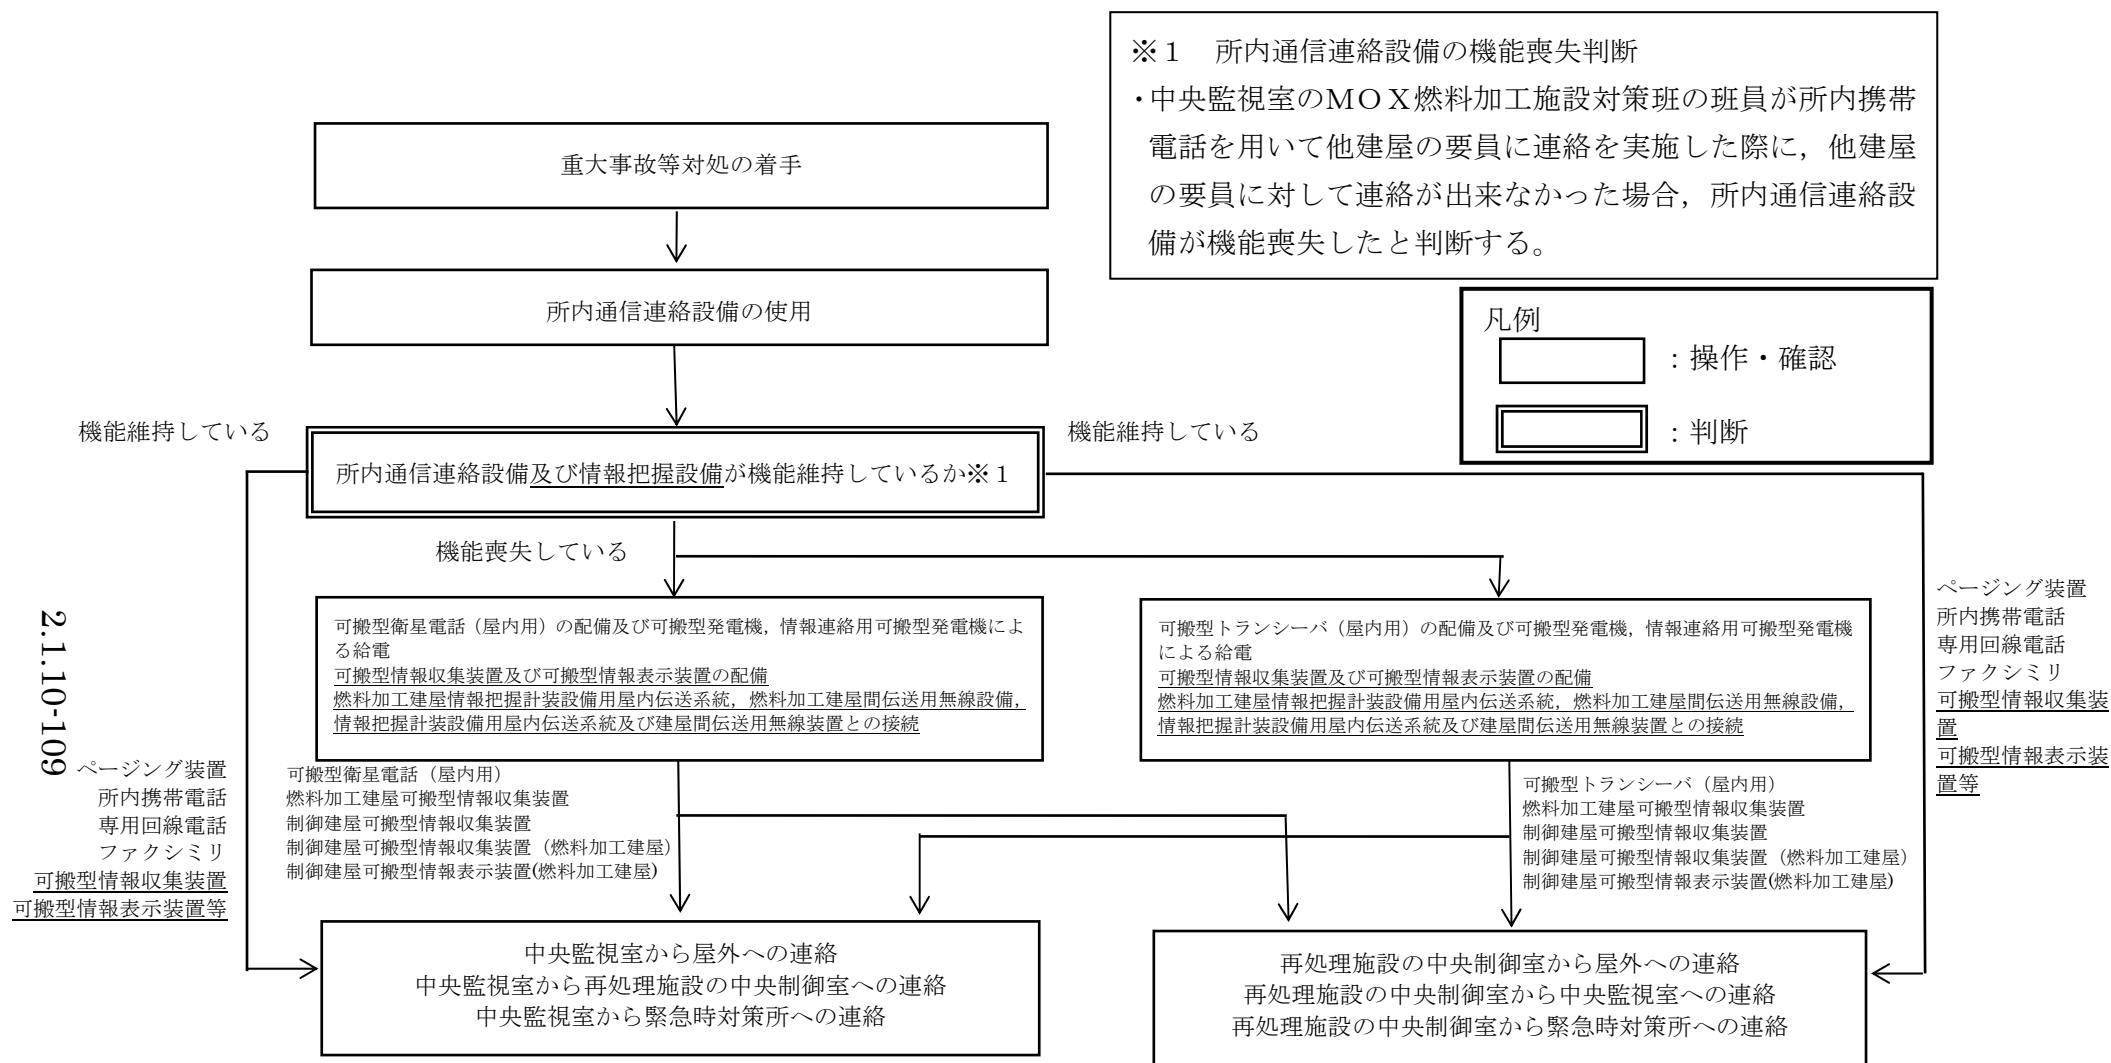 ※１　所内通信連絡設備の機能喪失判断
・中央監視室のＭＯＸ燃料加工施設対策班の班員が所内携帯
電話を用いて他建屋の要員に連絡を実施した際に，他建屋
の要員に対して連絡が出来なかった場合，所内通信連絡設
備が機能喪失したと判断する。
重大事故等対処の着手
所内通信連絡設備の使用
凡例
：操作・確認
：判断
機能維持している
機能維持している
所内通信連絡設備及び情報把握設備が機能維持しているか※１
機能喪失している
可搬型衛星電話（屋内用）の配備及び可搬型発電機，情報連絡用可搬型発電機によ
る給電
可搬型情報収集装置及び可搬型情報表示装置の配備
燃料加工建屋情報把握計装設備用屋内伝送系統，燃料加工建屋間伝送用無線設備，
情報把握計装設備用屋内伝送系統及び建屋間伝送用無線装置との接続
可搬型トランシーバ（屋内用）の配備及び可搬型発電機，情報連絡用可搬型発電機
による給電
可搬型情報収集装置及び可搬型情報表示装置の配備
燃料加工建屋情報把握計装設備用屋内伝送系統，燃料加工建屋間伝送用無線設備，
情報把握計装設備用屋内伝送系統及び建屋間伝送用無線装置との接続
ページング装置
所内携帯電話
専用回線電話
ファクシミリ
可搬型情報収集装
置
可搬型情報表示装
置等
2.1.10-109
ページング装置
所内携帯電話
専用回線電話
ファクシミリ
可搬型情報収集装置
可搬型情報表示装置等
可搬型衛星電話（屋内用）
燃料加工建屋可搬型情報収集装置
制御建屋可搬型情報収集装置
制御建屋可搬型情報収集装置（燃料加工建屋）
制御建屋可搬型情報表示装置(燃料加工建屋)
可搬型トランシーバ（屋内用）
燃料加工建屋可搬型情報収集装置
制御建屋可搬型情報収集装置
制御建屋可搬型情報収集装置（燃料加工建屋）
制御建屋可搬型情報表示装置(燃料加工建屋)
中央監視室から屋外への連絡
中央監視室から再処理施設の中央制御室への連絡
中央監視室から緊急時対策所への連絡
再処理施設の中央制御室から屋外への連絡
再処理施設の中央制御室から中央監視室への連絡
再処理施設の中央制御室から緊急時対策所への連絡